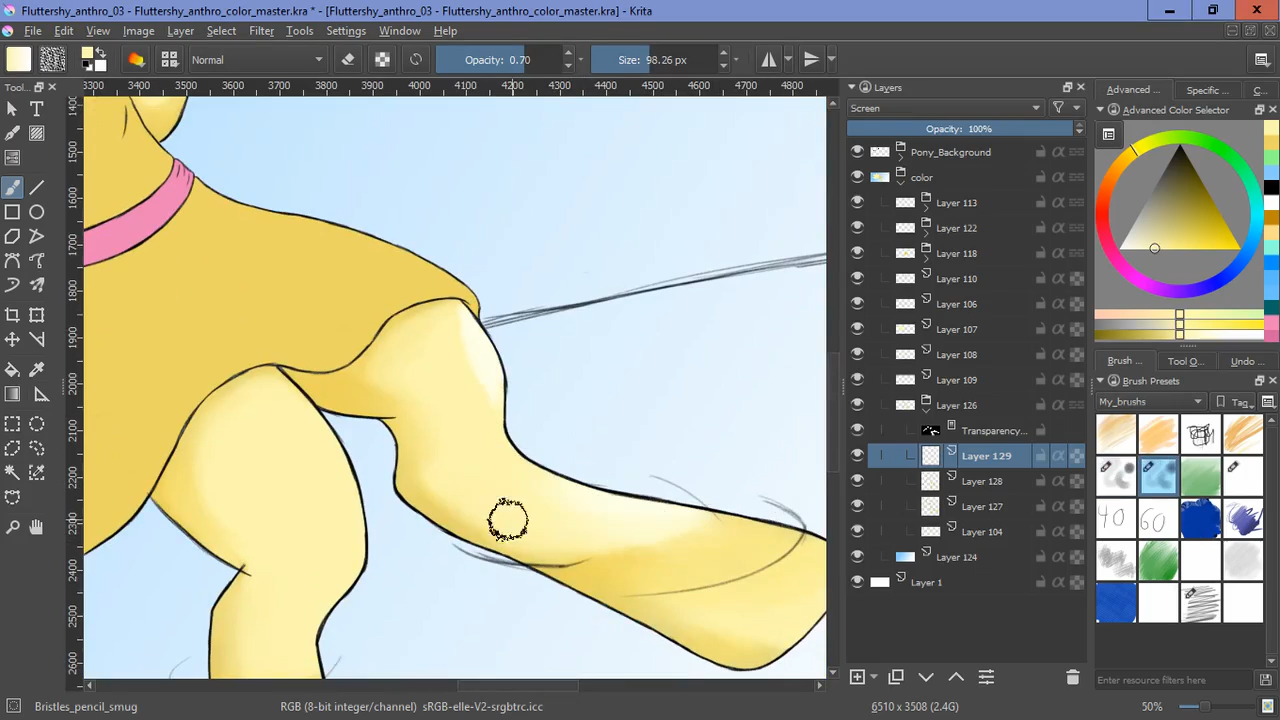 Fluttershy_anthro_03 - Fluttershy_anthro_color_master.kra * - [Fluttershy_anthro_03 - Fluttershy_anthro_color_master.kra] - Krita
File Edit View Image Layer Select Filter Tools Settings Window Help
Normal
Opacity: 0.70
Size: 98.26 px
Tool...
3300 3400 3500 3600 3700 3800 3900 4000 4100 4200 4300 4400 4500 4600 4700 4800
1400
1500
1600
1700
1800
1900
2000
2100
2200
2300
2400
2500
2600
Layers
Screen
Opacity: 100%
Pony_Background
color
Layer 113
Layer 122
Layer 118
Layer 110
Layer 106
Layer 107
Layer 108
Layer 109
Layer 126
Transparency...
Layer 129
Layer 128
Layer 127
Layer 104
Layer 124
Layer 1
Advanced ... Specific ... C...
Advanced Color Selector
Brush ... Tool O... Undo ...
Brush Presets
My_brushes
Tag
40 60
Enter resource filters here
Bristles_pencil_smug
RGB (8-bit integer/channel) sRGB-elle-V2-srgbtrc.icc
6510 x 3508 (2.4G)
50%